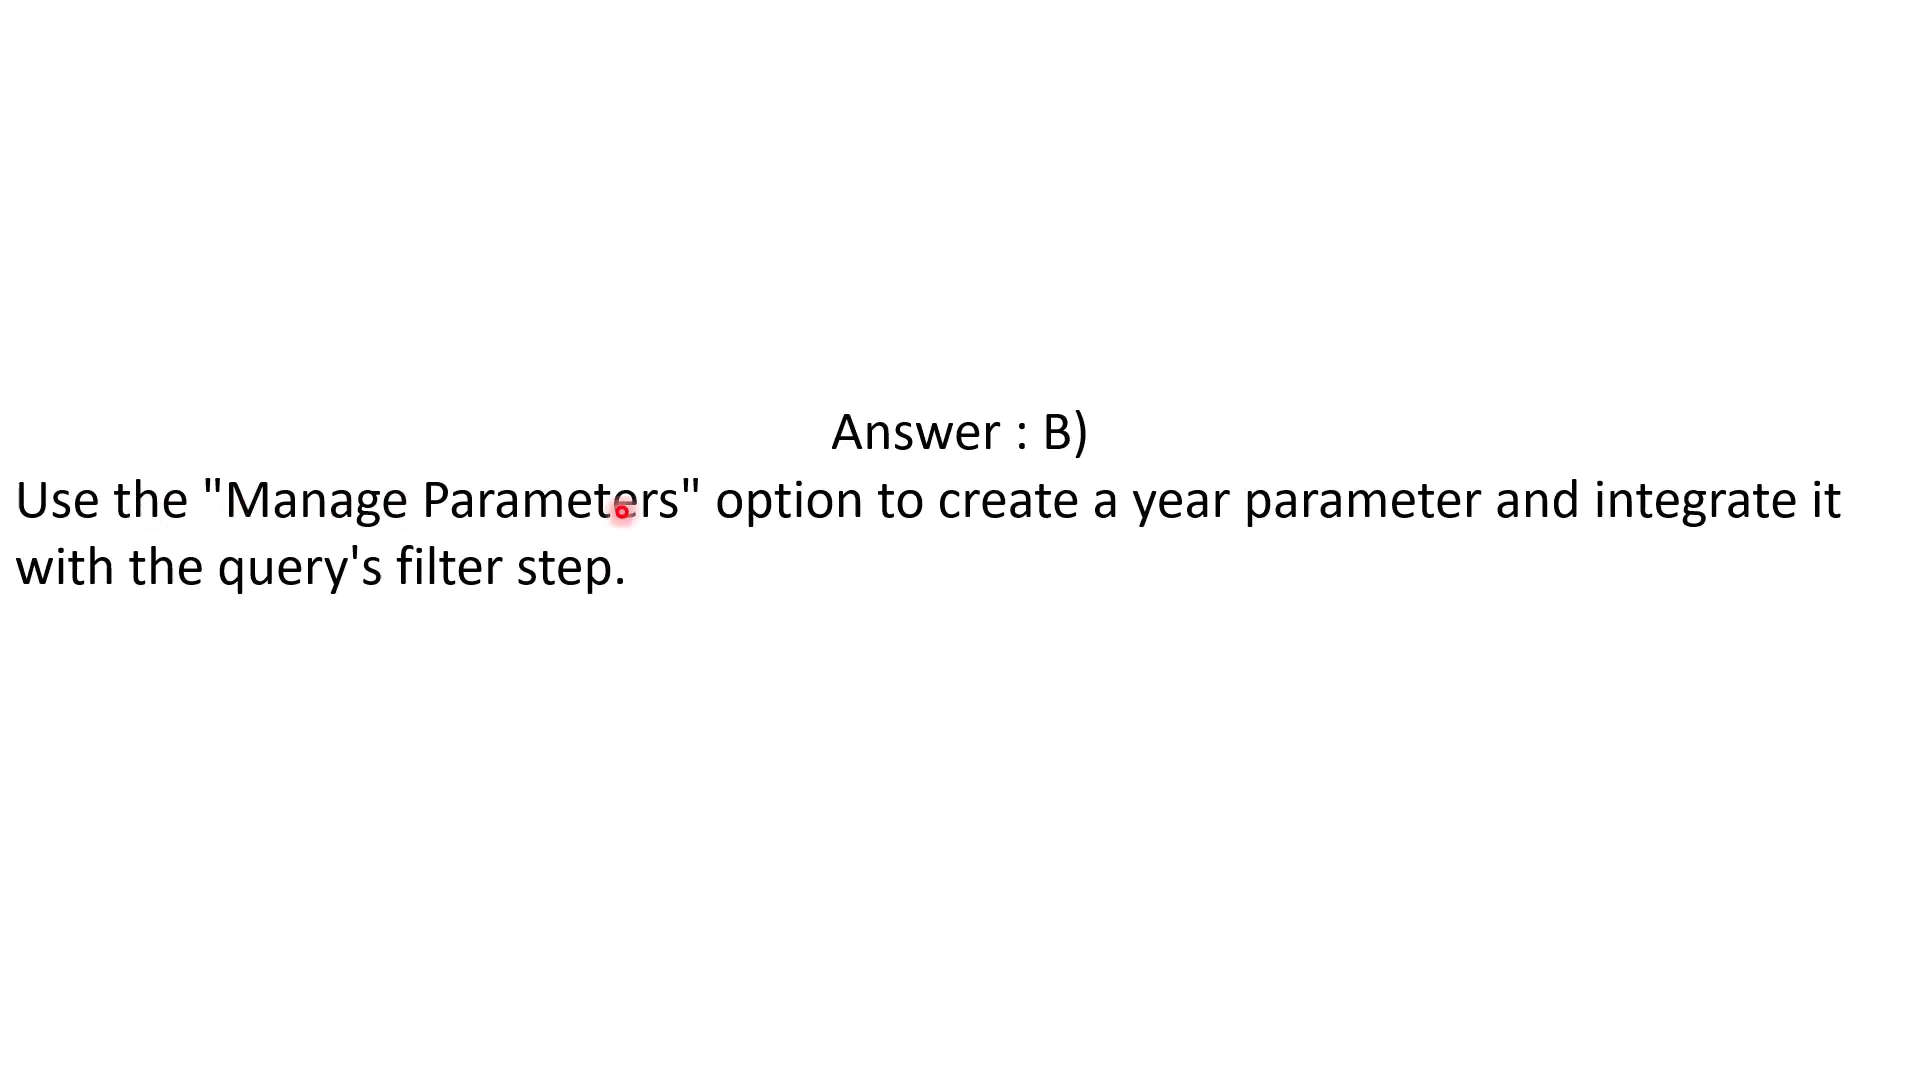 Answer : B)
Use the "Manage Parameters" option to create a year parameter and integrate it
with the query's filter step.